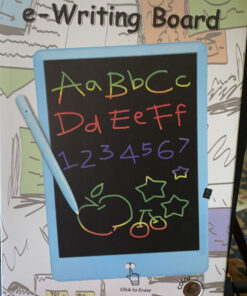 e-Writing Board
AaBbCc
DdEeFf
1234567
Click to Erase